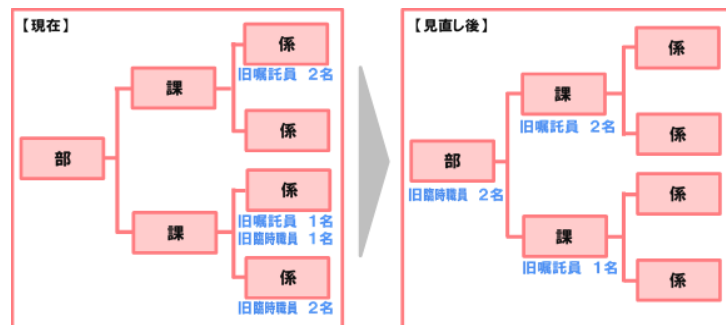 【現在】
係
旧嘱託員 2名
課
係
部
係
旧嘱託員 1名
旧臨時職員 1名
課
係
旧臨時職員 2名
【見直し後】
係
課
旧嘱託員 2名
係
部
旧臨時職員 2名
係
課
旧嘱託員 1名
係